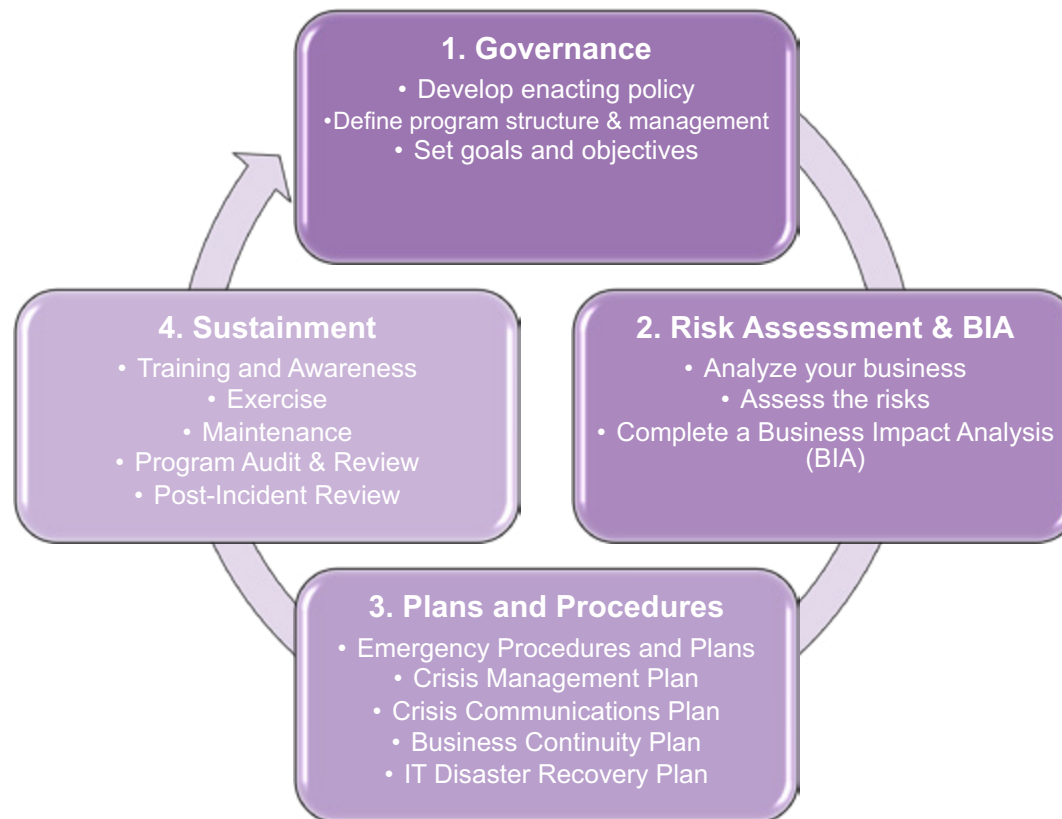 1. Governance
• Develop enacting policy
•Define program structure & management
• Set goals and objectives
4. Sustainment
• Training and Awareness
• Exercise
• Maintenance
• Program Audit & Review
• Post-Incident Review
2. Risk Assessment & BIA
• Analyze your business
• Assess the risks
• Complete a Business Impact Analysis
(BIA)
3. Plans and Procedures
• Emergency Procedures and Plans
• Crisis Management Plan
• Crisis Communications Plan
• Business Continuity Plan
• IT Disaster Recovery Plan